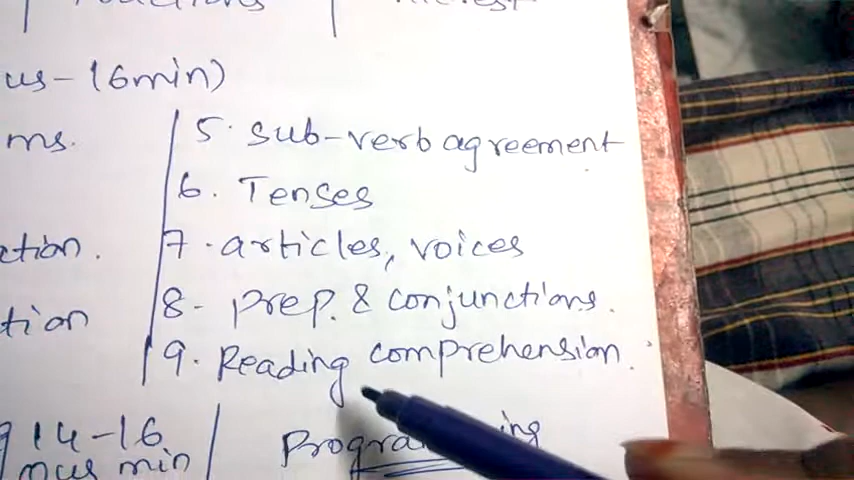 us-(6min)
ms.
5. sub-verb agreement
6. Tenses
ction.
7. articles, voices
tion
8- prep. & conjunctions.
9. Reading comprehension.
14-16
min